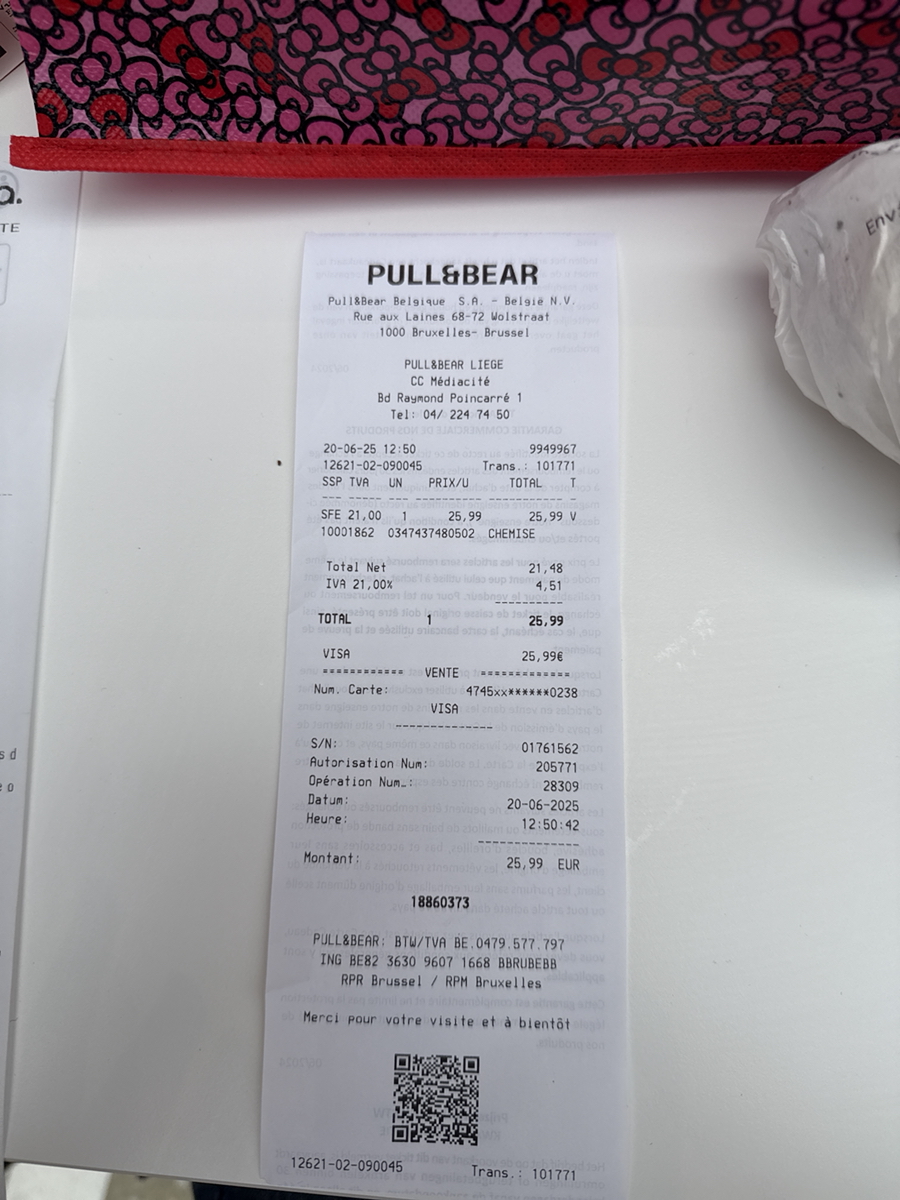 PULL&BEAR
Pull&Bear Belgique S.A. - België N.V.
Rue aux Laines 68-72 Wolstraat
1000 Bruxelles- Brussel
PULL&BEAR LIEGE
CC Médiacité
Bd Raymond Poincarré 1
Tel: 04/ 224 74 50
20-06-25 12:50 9949967
12621-02-090045 Trans.: 101771
SSP TVA UN PRIX/U TOTAL T
--- ----- --- -------- --------- -
SFE 21,00 1 25,99 25,99 V
10001862 0347437480502 CHEMISE
Total Net 21,48
IVA 21,00% 4,51
----------
TOTAL 1 25,99
VISA 25,99€
============ VENTE =============
Num. Carte: 4745xx******0238
VISA
--------------
S/N: 01761562
Autorisation Num: 205771
Opération Num.: 28309
Datum: 20-06-2025
Heure: 12:50:42
--------------
Montant: 25,99 EUR
18860373
PULL&BEAR: BTW/TVA BE.0479.577.797
ING BE82 3630 9607 1668 BBRUBEBB
RPR Brussel / RPM Bruxelles
Merci pour votre visite et à bientôt
12621-02-090045 Trans.: 101771
a.
TE
s d
e o
Env